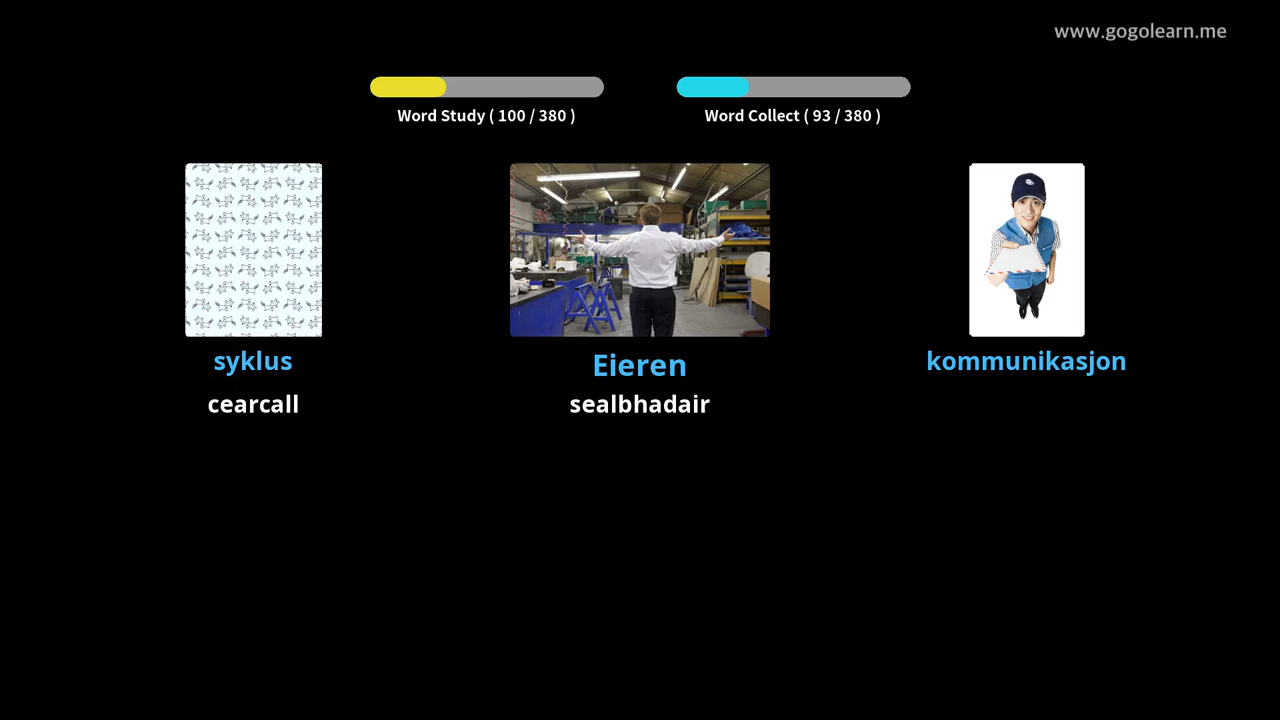 www.gogolearn.me
Word Study ( 100 / 380 )
Word Collect ( 93 / 380 )
syklus
Eieren
kommunikasjon
cearcall
sealbhadair